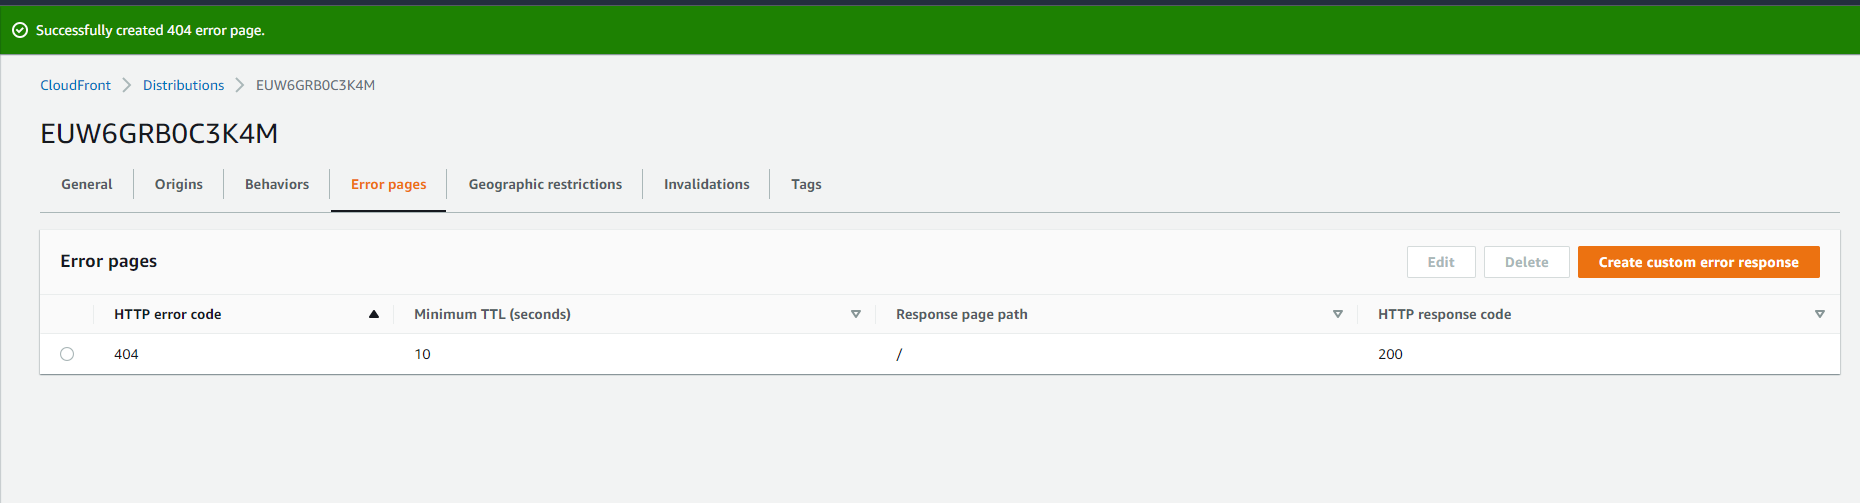 Successfully created 404 error page.
CloudFront Distributions EUW6GRB0C3K4M
EUW6GRB0C3K4M
General Origins Behaviors Error pages Geographic restrictions Invalidations Tags
Error pages Edit Delete Create custom error response
HTTP error code Minimum TTL (seconds) Response page path HTTP response code
404 10 / 200